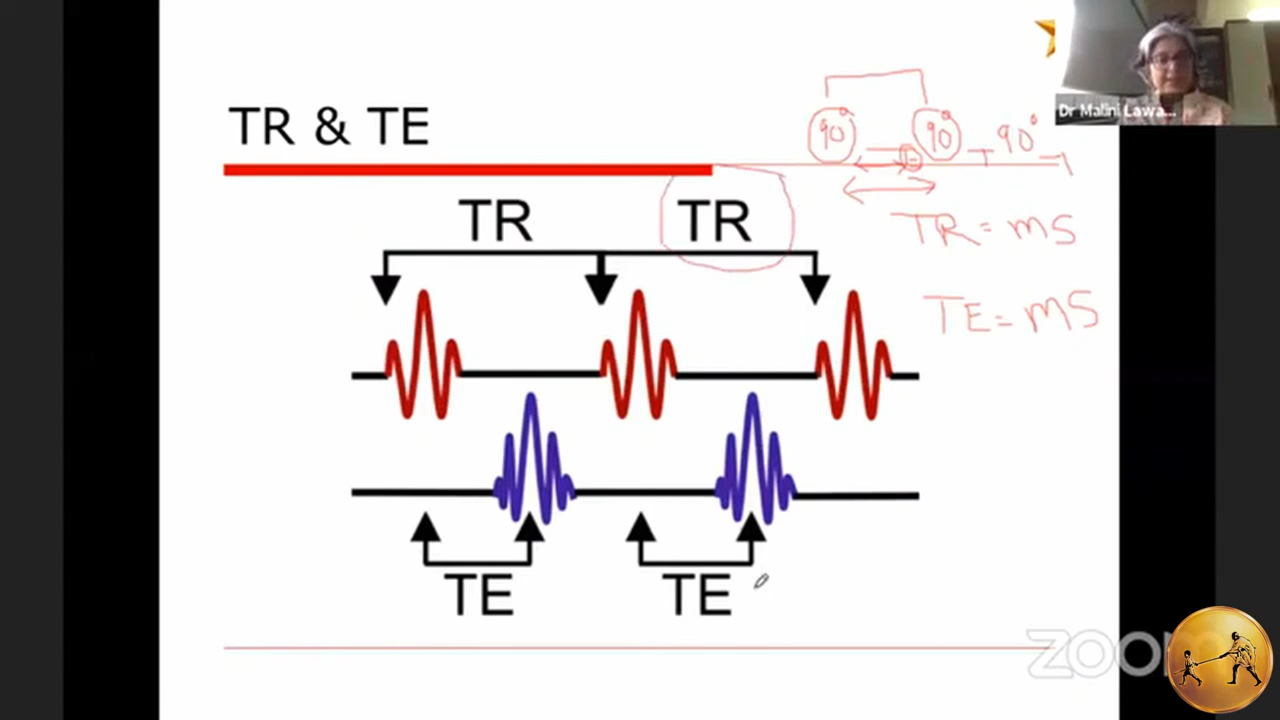 TR & TE
90° 90° 90°
Dr Malini Lawa...
TR TR
TR = ms
TE = ms
TE TE
zoom